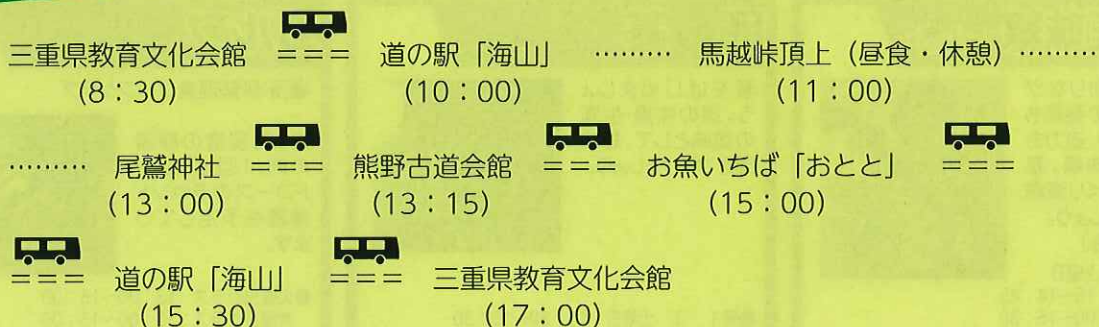 三重県教育文化会館 === 道の駅「海山」 ……… 馬越峠頂上（昼食・休憩）………
(8：30) (10：00) (11：00)
……… 尾鷲神社 === 熊野古道会館 === お魚いちば「おとと」 ===
(13：00) (13：15) (15：00)
=== 道の駅「海山」 === 三重県教育文化会館
(15：30) (17：00)